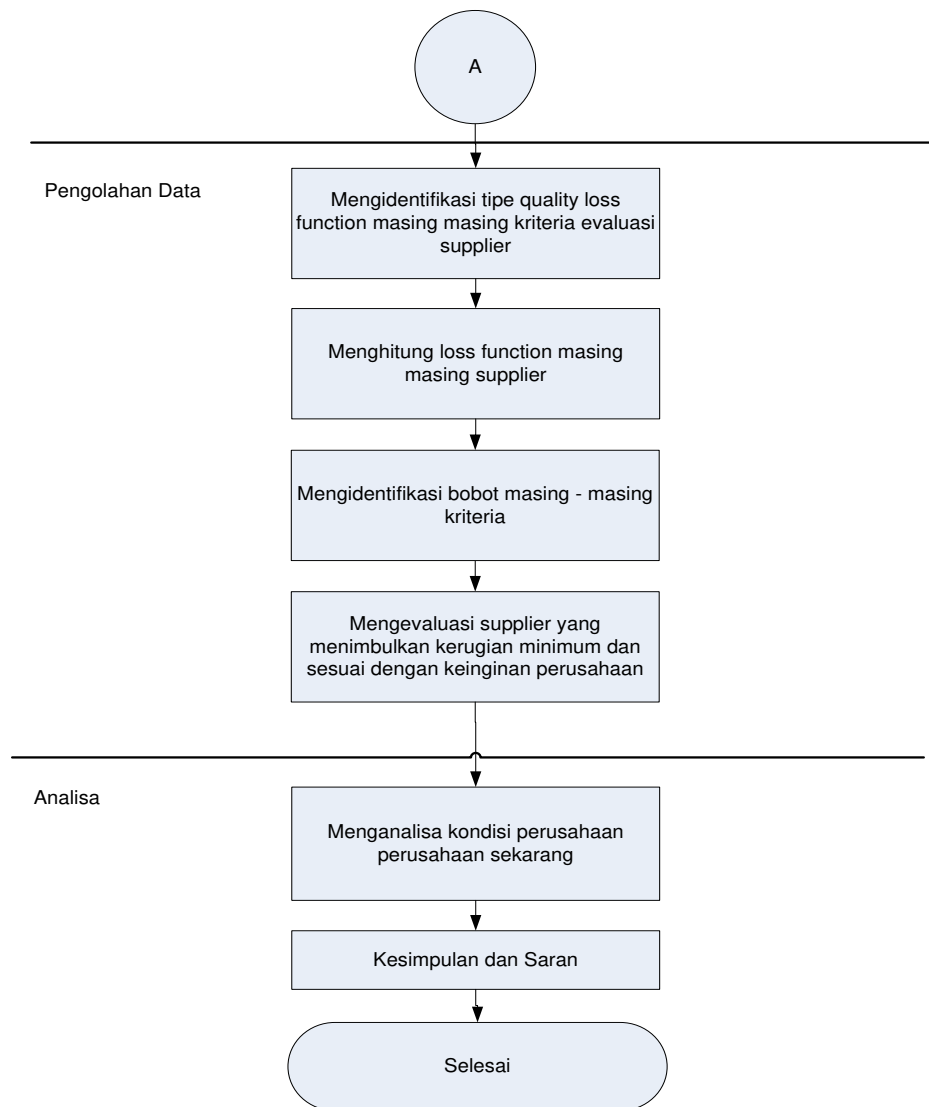 A
Pengolahan Data
Mengidentifikasi tipe quality loss
function masing masing kriteria evaluasi
supplier
Menghitung loss function masing
masing supplier
Mengidentifikasi bobot masing - masing
kriteria
Mengevaluasi supplier yang
menimbulkan kerugian minimum dan
sesuai dengan keinginan perusahaan
Analisa
Menganalisa kondisi perusahaan
perusahaan sekarang
Kesimpulan dan Saran
Selesai